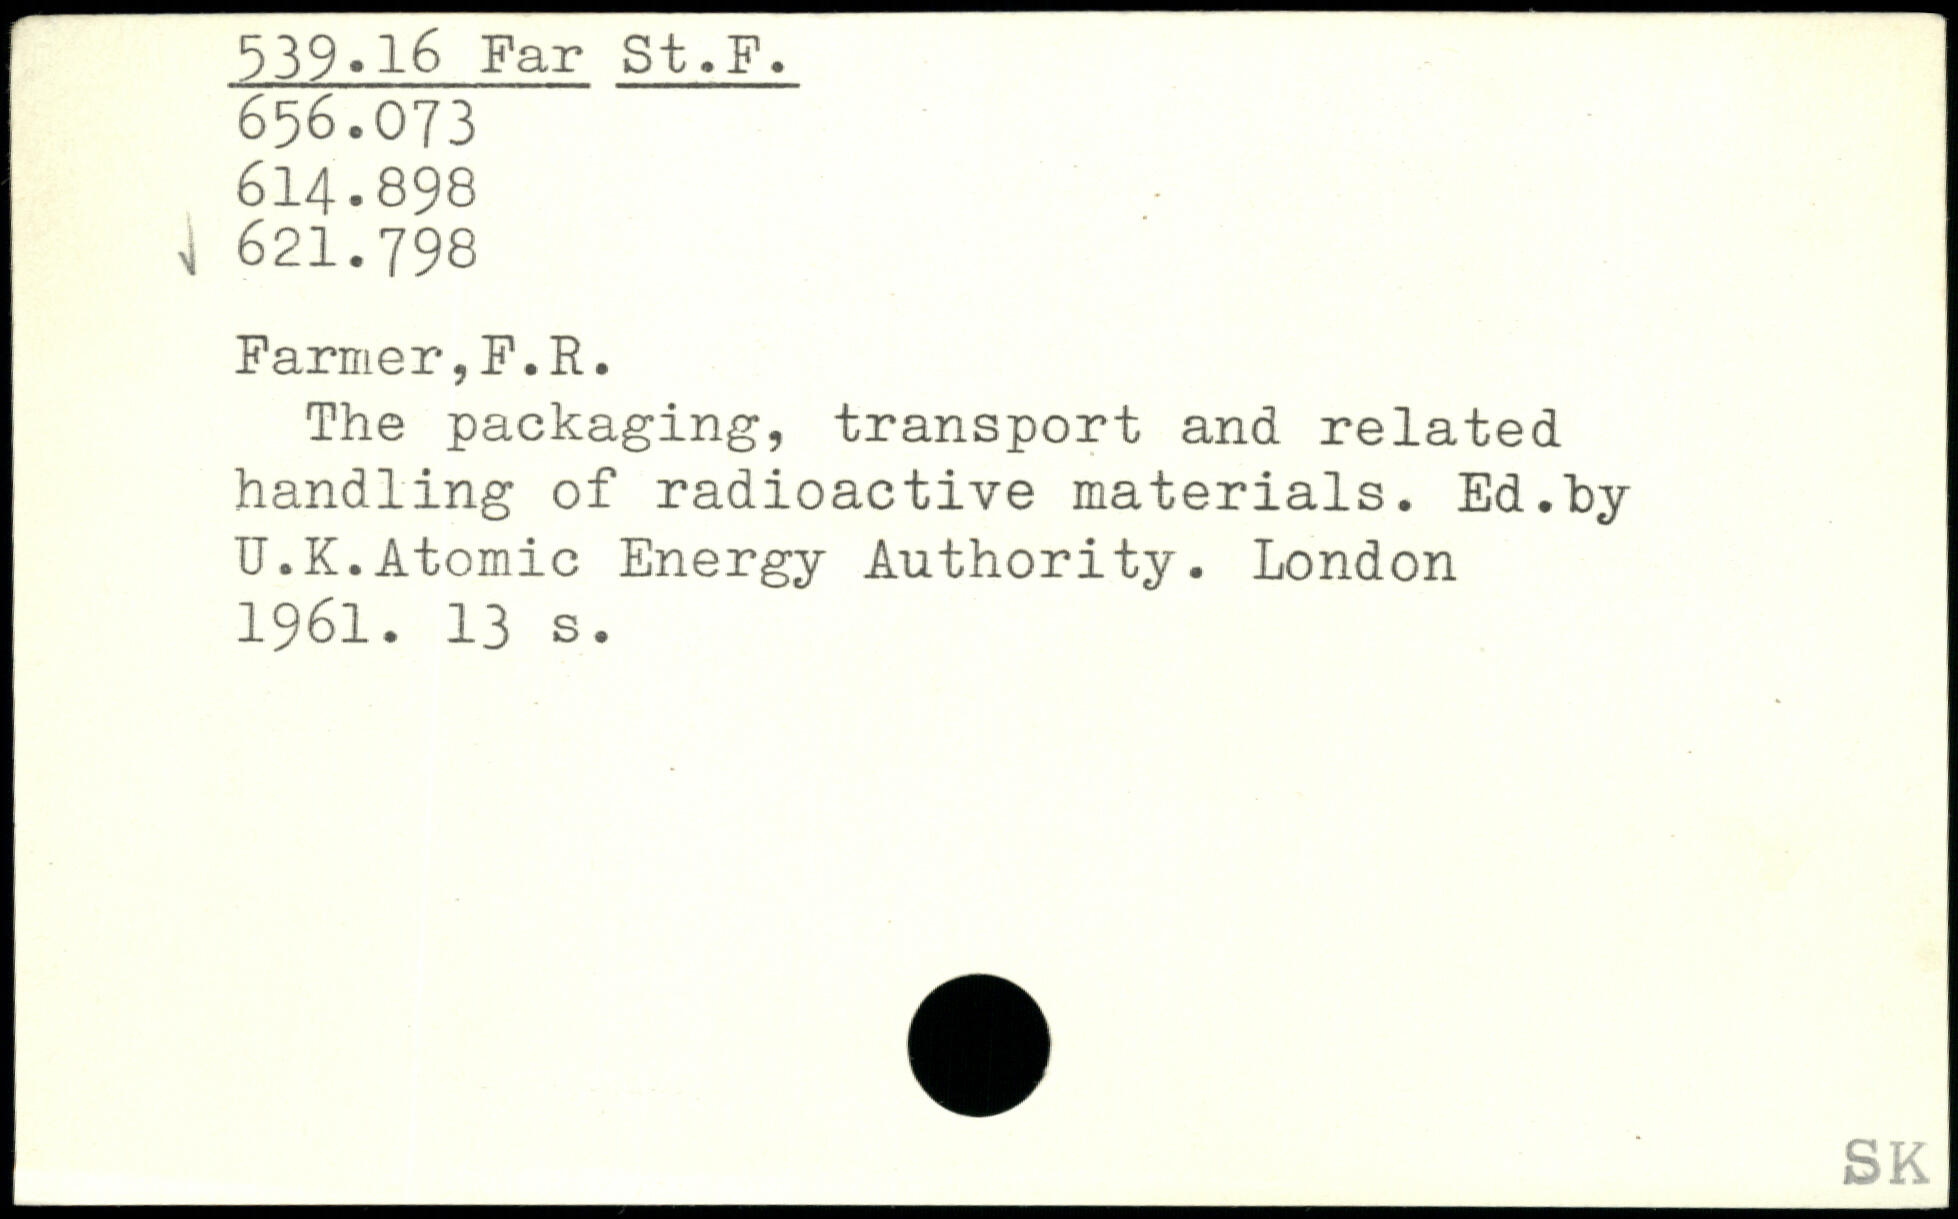 539.16 Far St.F.
656.073
614.898
621.798
Farmer,F.R.
The packaging, transport and related
handling of radioactive materials. Ed.by
U.K.Atomic Energy Authority. London
1961. 13 s.
SK